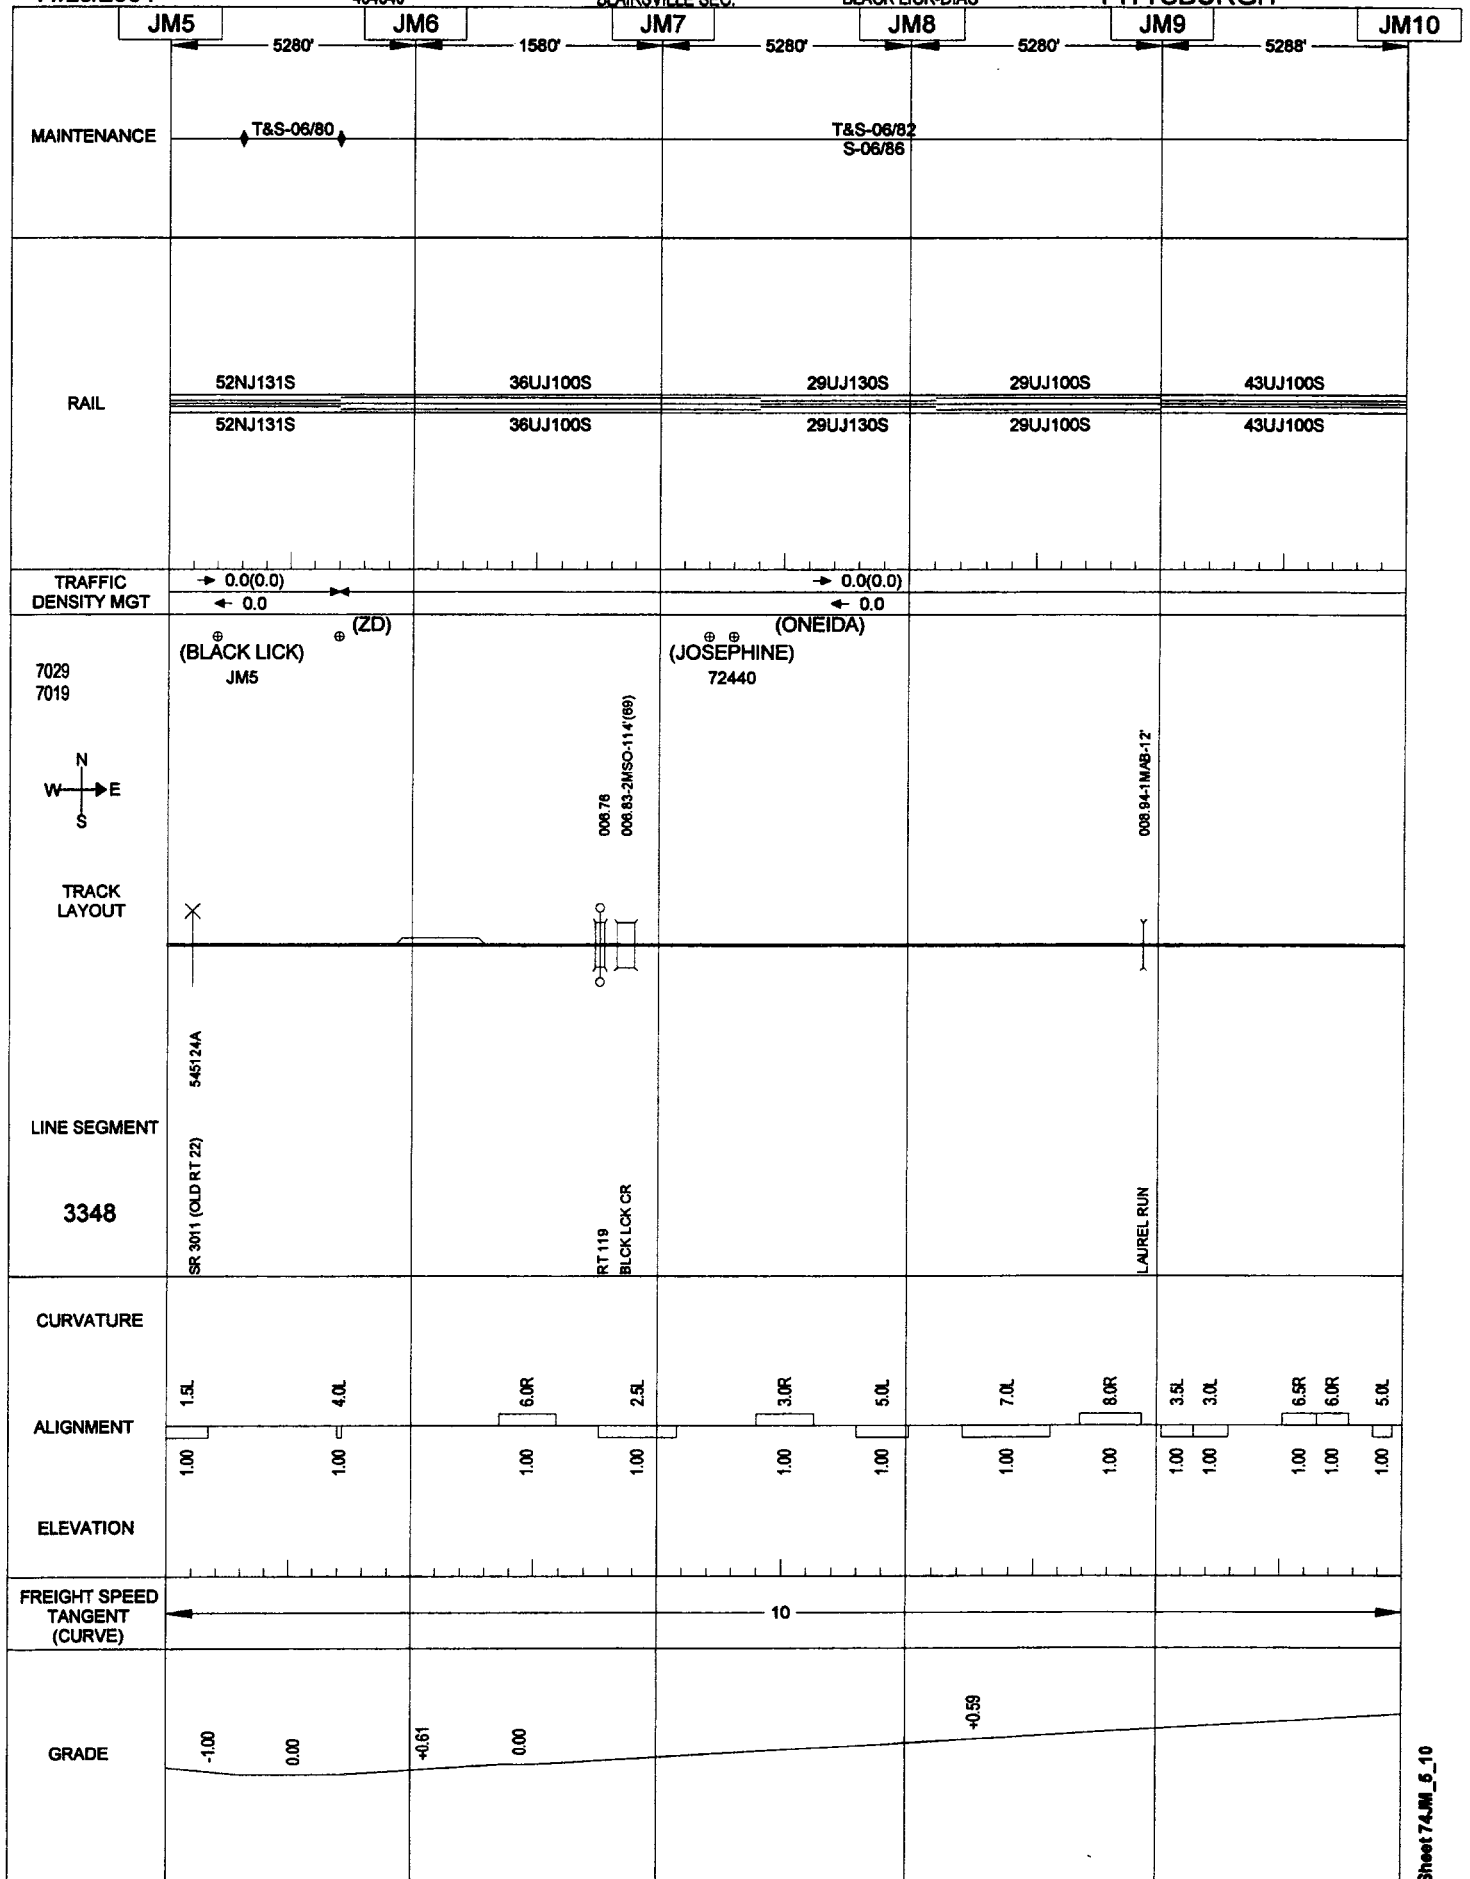 BLAIRSVILLE SEC.
PITTSBURGH
JM5 JM6 JM7 JM8 JM9 JM10
5280' 1580' 5280' 5280' 5288'
MAINTENANCE
T&S-06/80
T&S-06/82
S-06/86
RAIL
52NJ131S 36UJ100S 29UJ130S 29UJ100S 43UJ100S
52NJ131S 36UJ100S 29UJ130S 29UJ100S 43UJ100S
TRAFFIC
DENSITY MGT
0.0(0.0) 0.0(0.0)
0.0 0.0
(ZD) (ONEIDA)
(BLACK LICK) (JOSEPHINE)
JM5 72440
7029
7019
N
W E
S
006.76
006.83-2MSO-114'(69)
008.94-1MAB-12'
TRACK
LAYOUT
545124A
LINE SEGMENT
3348
SR 3011 (OLD RT 22)
RT 119
BLCK LCK CR
LAUREL RUN
CURVATURE
1.5L 4.0L 6.0R 2.5L 3.0R 5.0L 7.0L 8.0R 3.5L 3.0L 6.5R 6.0R 5.0L
ALIGNMENT
1.00 1.00 1.00 1.00 1.00 1.00 1.00 1.00 1.00 1.00 1.00 1.00 1.00
ELEVATION
FREIGHT SPEED
TANGENT
(CURVE)
10
GRADE
-1.00 0.00 +0.61 0.00 +0.59
Sheet 74JM_5_10